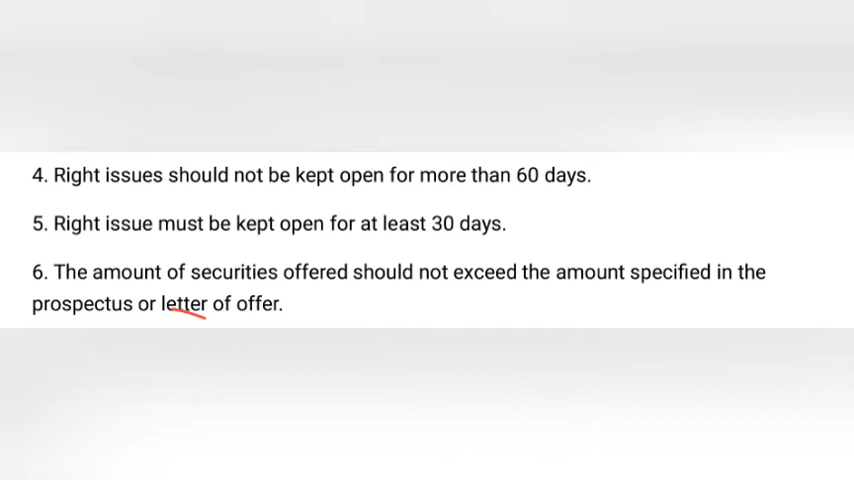 4. Right issues should not be kept open for more than 60 days.
5. Right issue must be kept open for at least 30 days.
6. The amount of securities offered should not exceed the amount specified in the
prospectus or letter of offer.